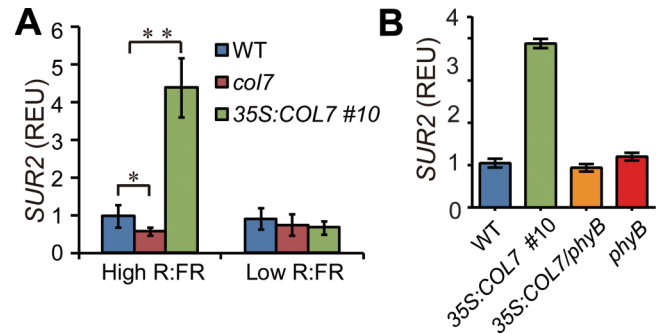 A
SUR2 (REU)
6
5
4
3
2
1
0
* *
*
WT
col7
35S:COL7 #10
High R:FR
Low R:FR
B
SUR2 (REU)
4
3
2
1
0
WT
35S:COL7 #10
35S:COL7/phyB
phyB